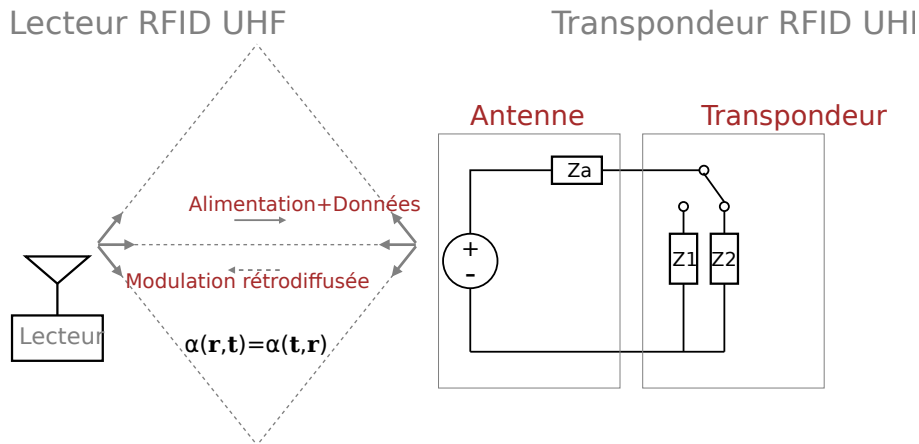 Lecteur RFID UHF
Transpondeur RFID UHF
Antenne
Transpondeur
Za
Alimentation+Données
+
-
Z1
Z2
Modulation rétrodiffusée
Lecteur
α(r,t)=α(t,r)